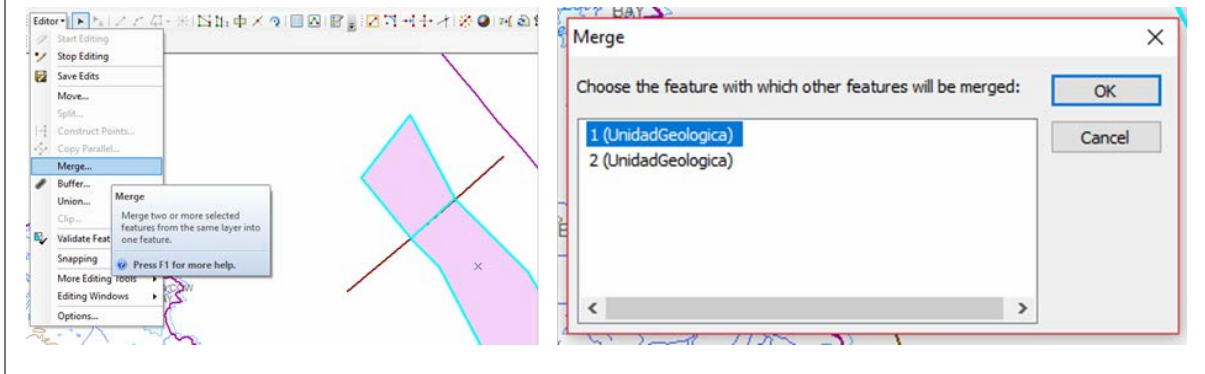 Editor
Start Editing
Stop Editing
Save Edits
Move...
Split...
Construct Points...
Copy Parallel...
Merge...
Buffer...
Union...
Clip...
Validate Feat
Snapping
More Editing Tools
Editing Windows
Options...
Merge
Merge two or more selected
features from the same layer into
one feature.
Press F1 for more help.
BAY
Merge
Choose the feature with which other features will be merged:
1 (UnidadGeologica)
2 (UnidadGeologica)
OK
Cancel